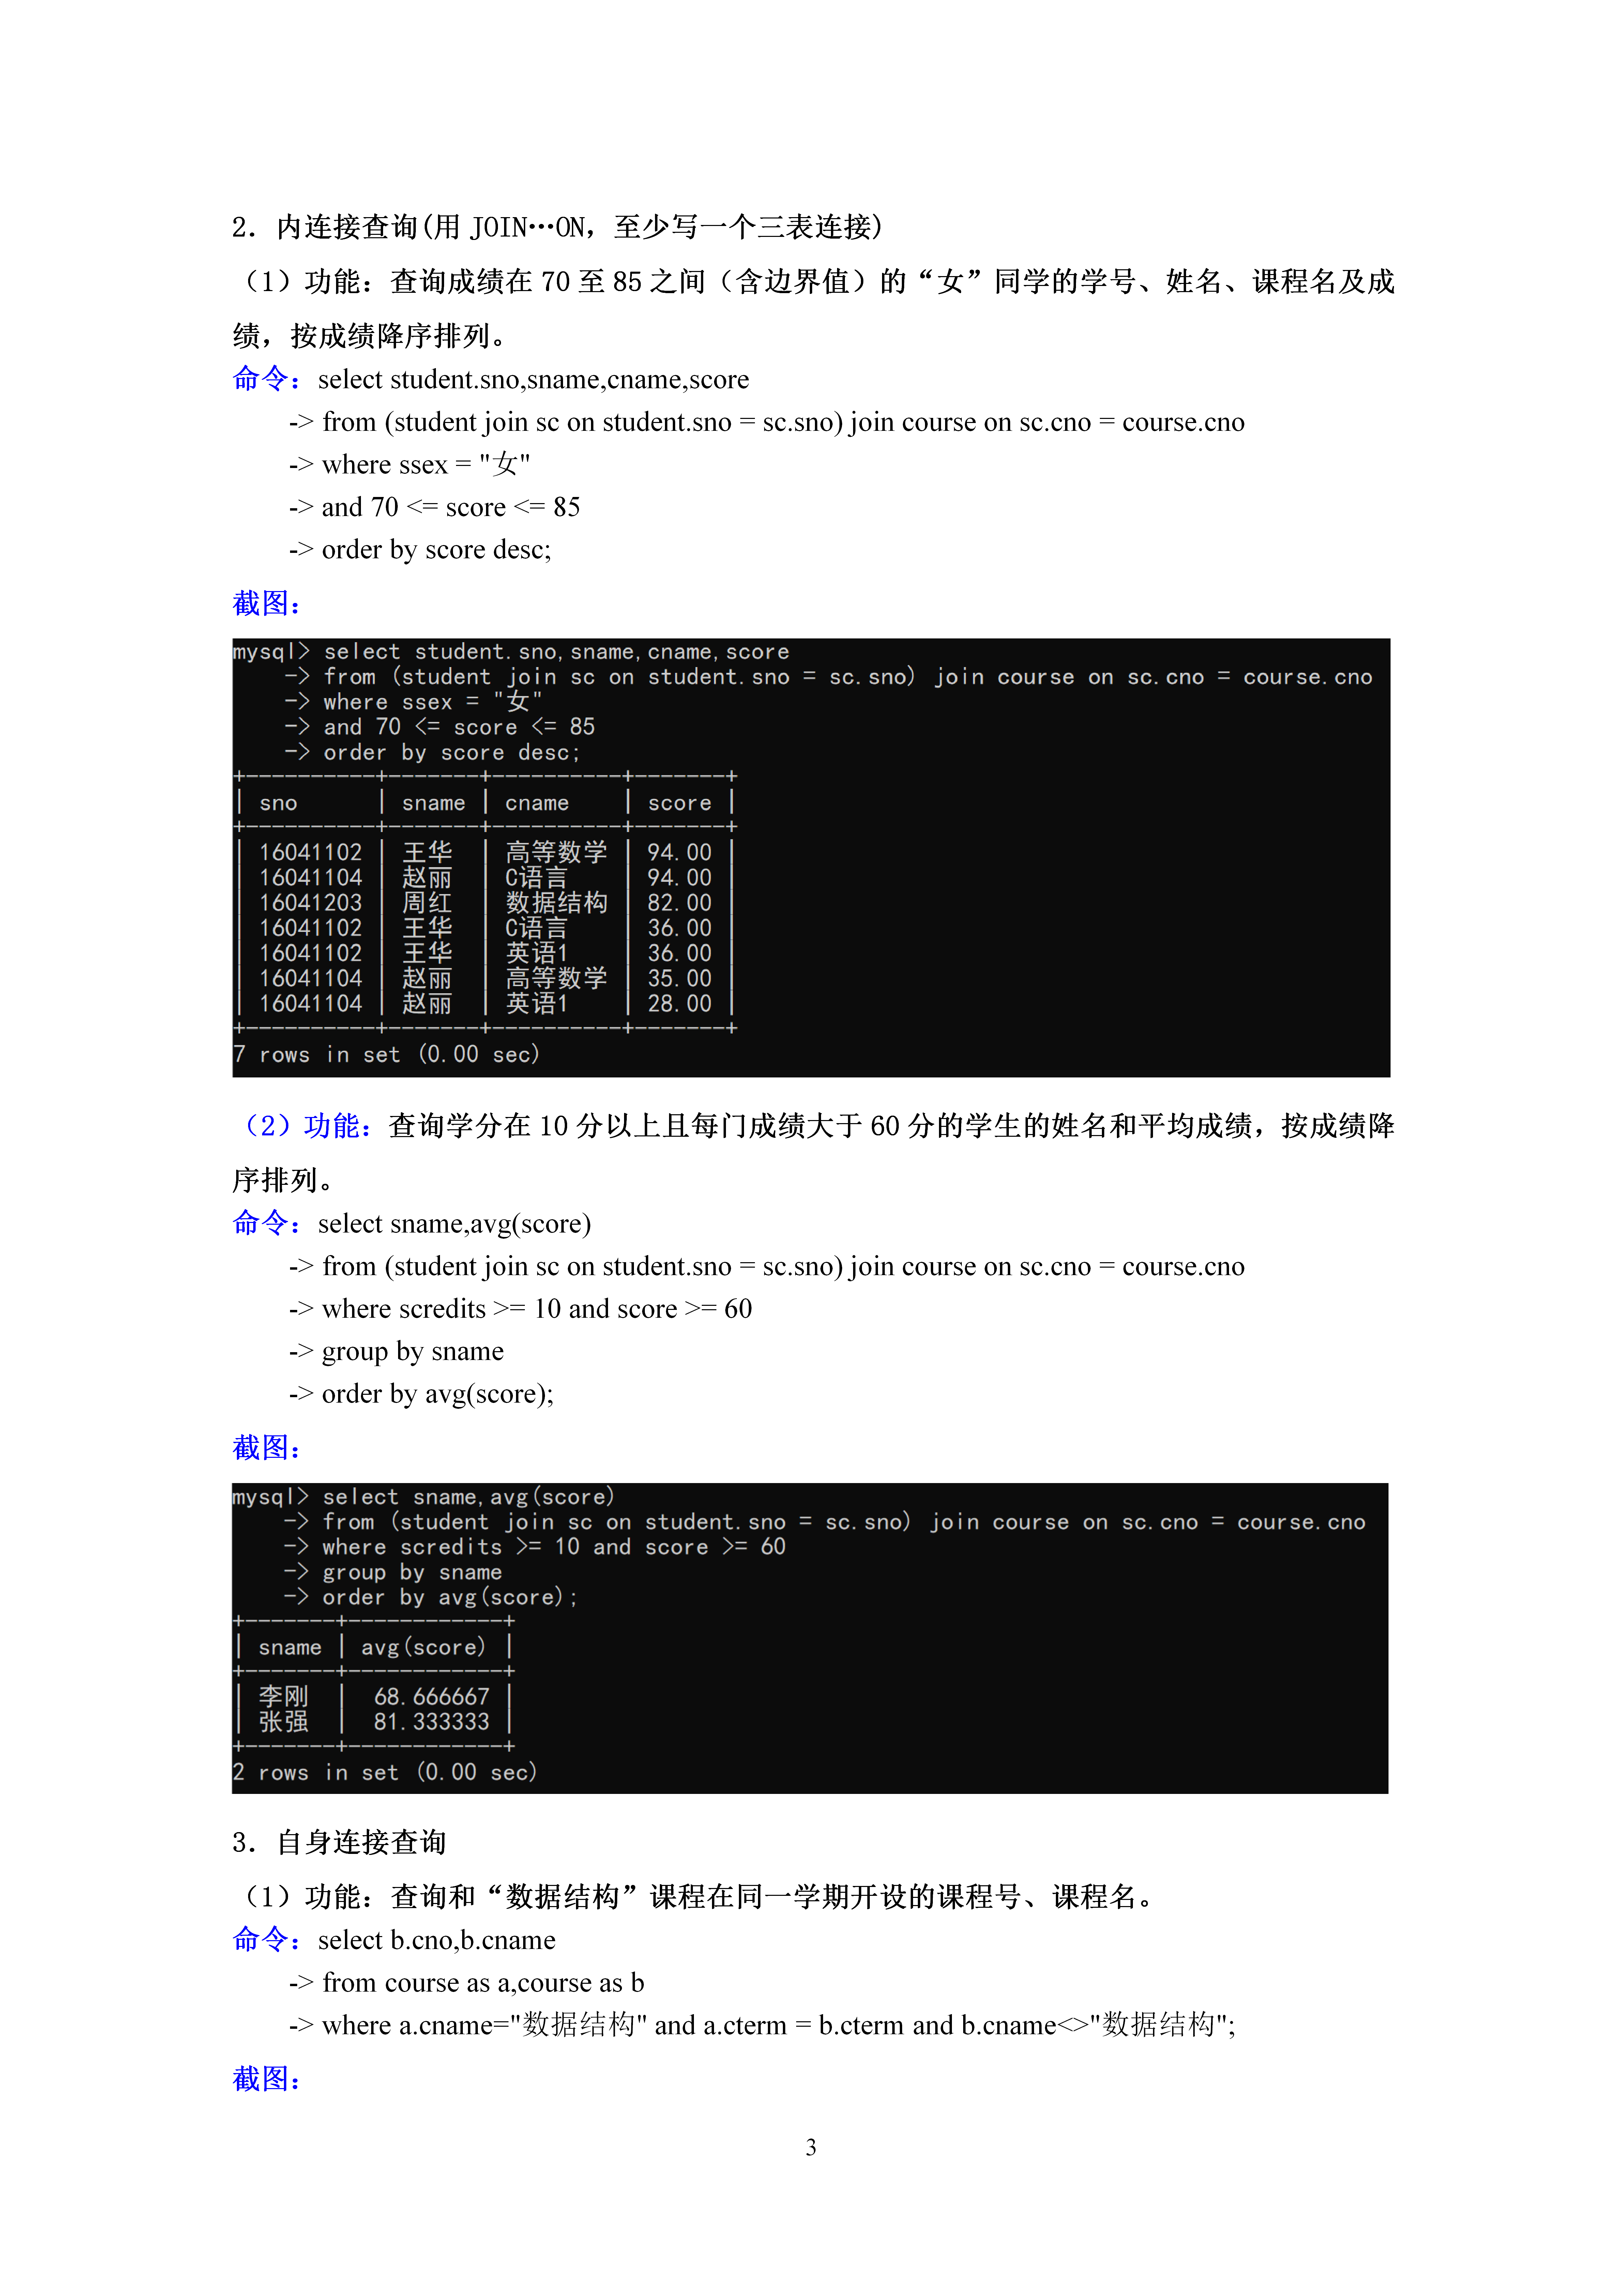 2. 内连接查询(用 JOIN…ON，至少写一个三表连接)
（1）功能：查询成绩在 70 至 85 之间（含边界值）的“女”同学的学号、姓名、课程名及成
绩，按成绩降序排列。
命令：select student.sno,sname,cname,score
-> from (student join sc on student.sno = sc.sno) join course on sc.cno = course.cno
-> where ssex = "女"
-> and 70 <= score <= 85
-> order by score desc;
截图：
mysql> select student.sno,sname,cname,score
-> from (student join sc on student.sno = sc.sno) join course on sc.cno = course.cno
-> where ssex = "女"
-> and 70 <= score <= 85
-> order by score desc;
+----------+-------+----------+-------+
| sno | sname | cname | score |
+----------+-------+----------+-------+
| 16041102 | 王华 | 高等数学 | 94.00 |
| 16041104 | 赵丽 | C语言 | 94.00 |
| 16041203 | 周红 | 数据结构 | 82.00 |
| 16041102 | 王华 | C语言 | 36.00 |
| 16041102 | 王华 | 英语1 | 36.00 |
| 16041104 | 赵丽 | 高等数学 | 35.00 |
| 16041104 | 赵丽 | 英语1 | 28.00 |
+----------+-------+----------+-------+
7 rows in set (0.00 sec)
（2）功能：查询学分在 10 分以上且每门成绩大于 60 分的学生的姓名和平均成绩，按成绩降
序排列。
命令：select sname,avg(score)
-> from (student join sc on student.sno = sc.sno) join course on sc.cno = course.cno
-> where scredits >= 10 and score >= 60
-> group by sname
-> order by avg(score);
截图：
mysql> select sname,avg(score)
-> from (student join sc on student.sno = sc.sno) join course on sc.cno = course.cno
-> where scredits >= 10 and score >= 60
-> group by sname
-> order by avg(score);
+-------+------------+
| sname | avg(score) |
+-------+------------+
| 李刚 | 68.666667 |
| 张强 | 81.333333 |
+-------+------------+
2 rows in set (0.00 sec)
3. 自身连接查询
（1）功能：查询和“数据结构”课程在同一学期开设的课程号、课程名。
命令：select b.cno,b.cname
-> from course as a,course as b
-> where a.cname="数据结构" and a.cterm = b.cterm and b.cname<>"数据结构";
截图：
3